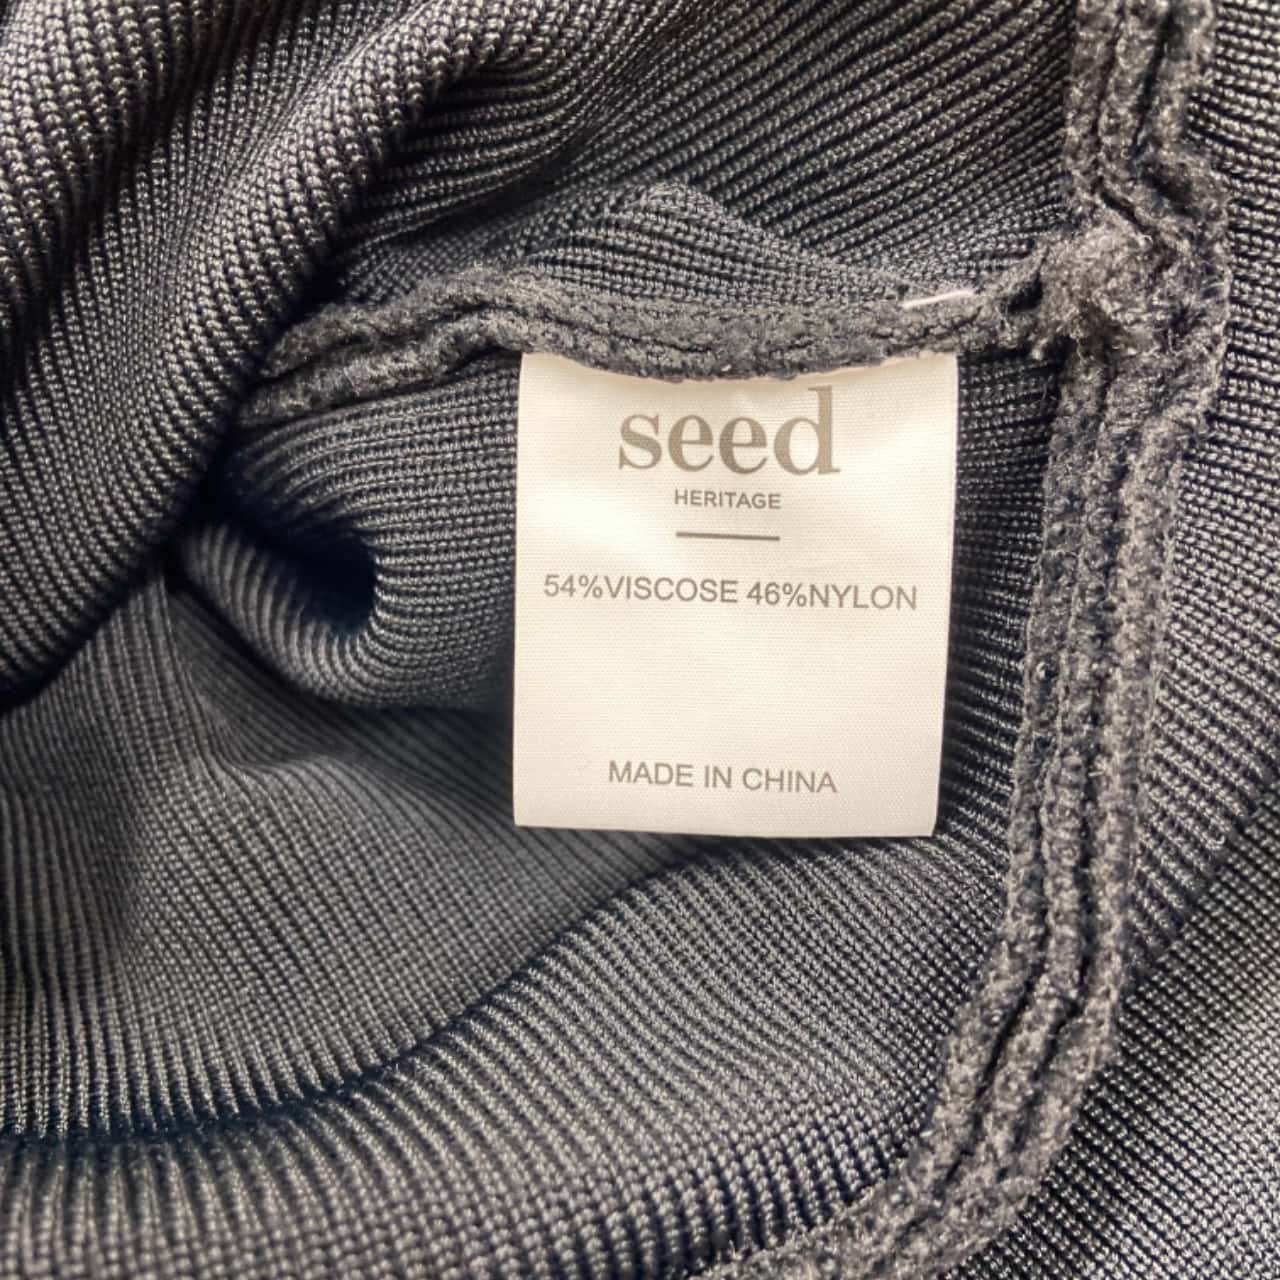 seed
HERITAGE
54%VISCOSE 46%NYLON
MADE IN CHINA